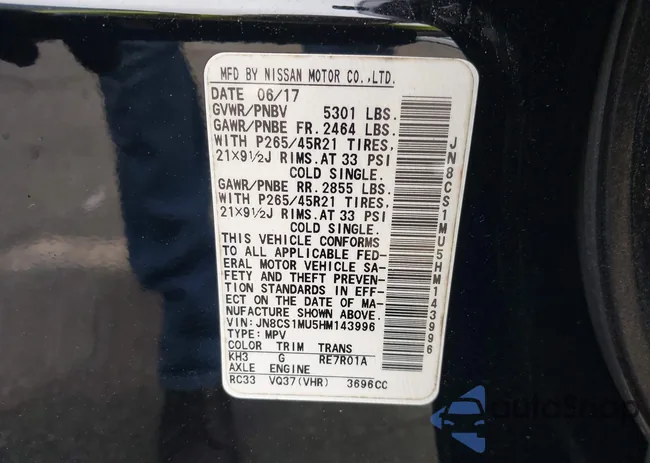 MFD BY NISSAN MOTOR CO.,LTD.
DATE 06/17
GVWR/PNBV 5301 LBS.
GAWR/PNBE FR. 2464 LBS.
WITH P265/45R21 TIRES,
21X9½J RIMS.AT 33 PSI
COLD SINGLE.
GAWR/PNBE RR. 2855 LBS.
WITH P265/45R21 TIRES,
21X9½J RIMS.AT 33 PSI
COLD SINGLE.
THIS VEHICLE CONFORMS
TO ALL APPLICABLE FED-
ERAL MOTOR VEHICLE SA-
FETY AND THEFT PREVEN-
TION STANDARDS IN EFF-
ECT ON THE DATE OF MA-
NUFACTURE SHOWN ABOVE.
VIN: JN8CS1MU5HM143996
TYPE: MPV
COLOR TRIM TRANS
KH3 G RE7R01A
AXLE ENGINE
RC33 VQ37(VHR) 3696CC
JN8CS1MU5HM143996
autosnap